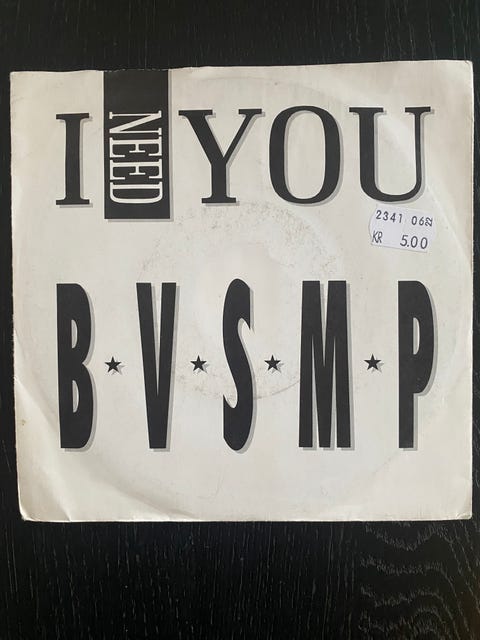 I NEED YOU
2341 06
KR 5.00
B★V★S★M★P